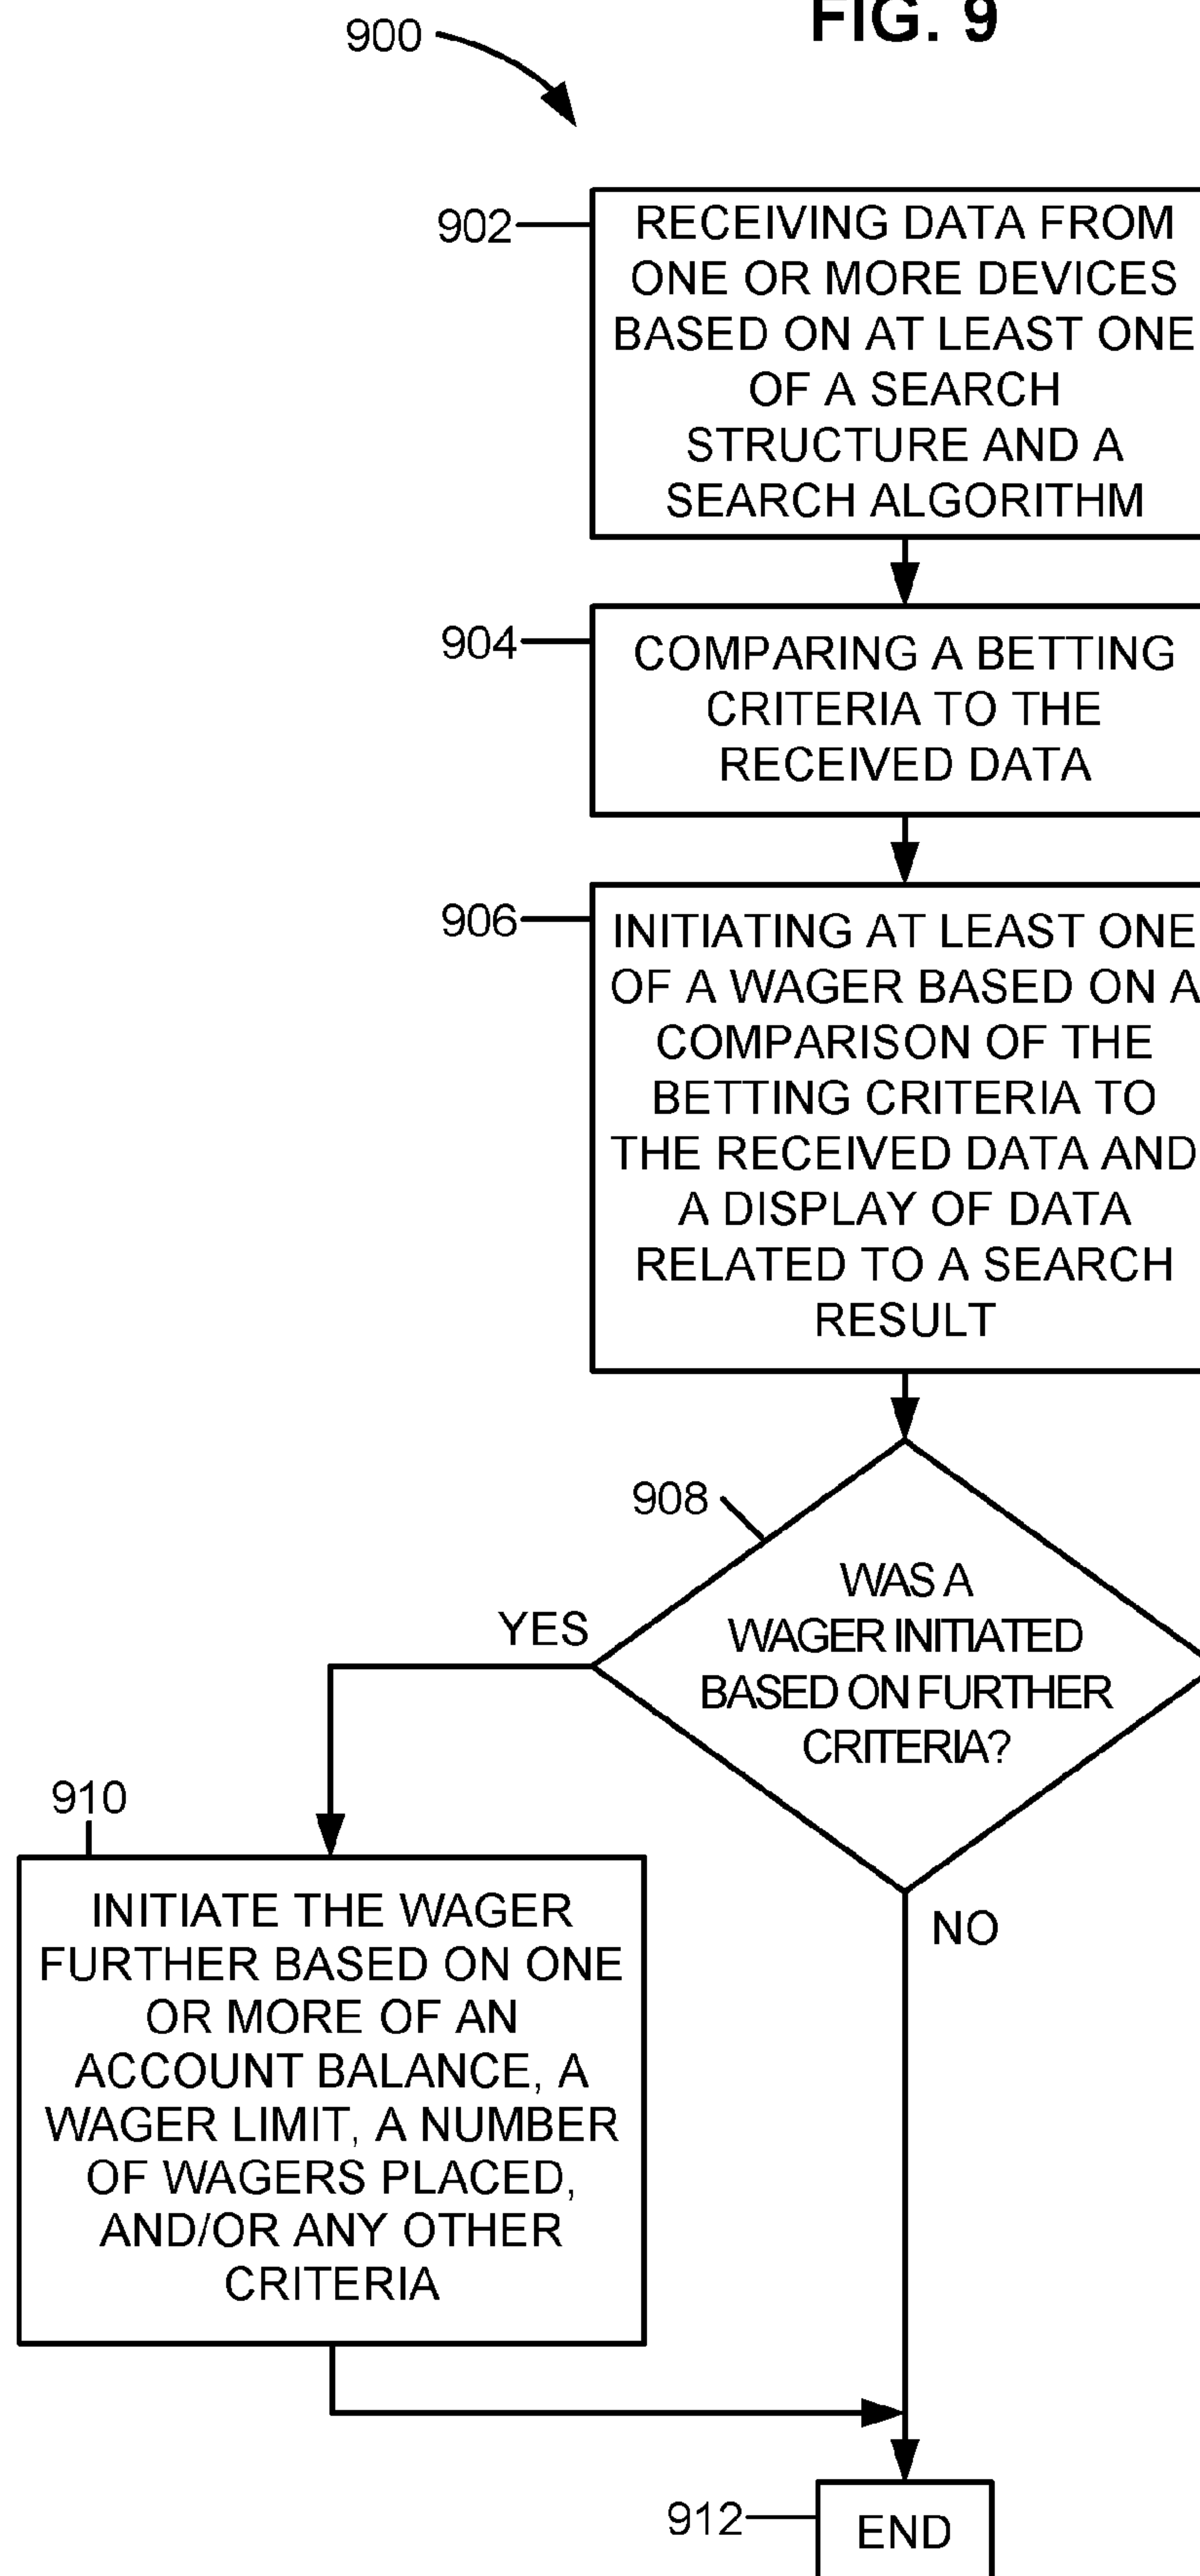 FIG. 9
900
902
RECEIVING DATA FROM
ONE OR MORE DEVICES
BASED ON AT LEAST ONE
OF A SEARCH
STRUCTURE AND A
SEARCH ALGORITHM
904
COMPARING A BETTING
CRITERIA TO THE
RECEIVED DATA
906
INITIATING AT LEAST ONE
OF A WAGER BASED ON A
COMPARISON OF THE
BETTING CRITERIA TO
THE RECEIVED DATA AND
A DISPLAY OF DATA
RELATED TO A SEARCH
RESULT
908
WAS A
WAGER INITIATED
BASED ON FURTHER
CRITERIA?
YES
NO
910
INITIATE THE WAGER
FURTHER BASED ON ONE
OR MORE OF AN
ACCOUNT BALANCE, A
WAGER LIMIT, A NUMBER
OF WAGERS PLACED,
AND/OR ANY OTHER
CRITERIA
912
END